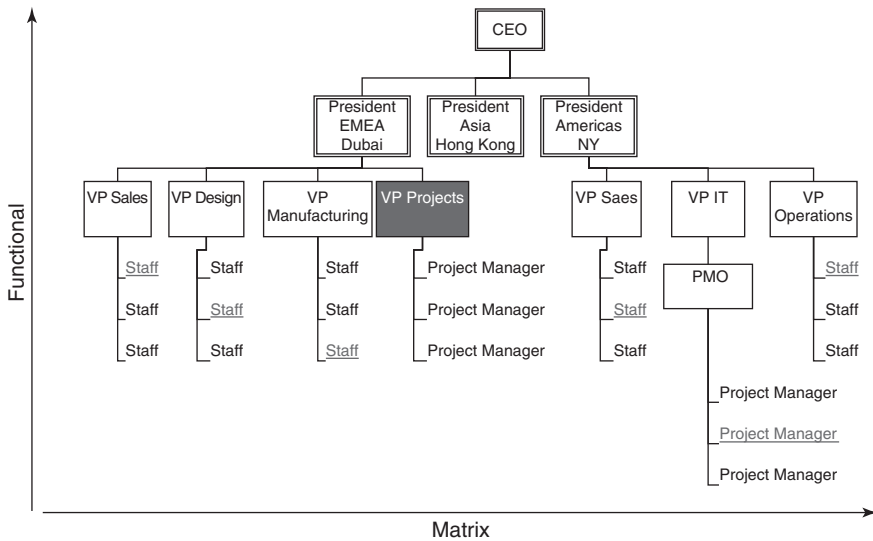 CEO
President
EMEA
Dubai
President
Asia
Hong Kong
President
Americas
NY
VP Sales
VP Design
VP
Manufacturing
VP Projects
VP Saes
VP IT
VP
Operations
Staff
Staff
Staff
Project Manager
Staff
PMO
Staff
Staff
Staff
Staff
Project Manager
Staff
Staff
Staff
Staff
Staff
Project Manager
Staff
Staff
Project Manager
Project Manager
Project Manager
Functional
Matrix